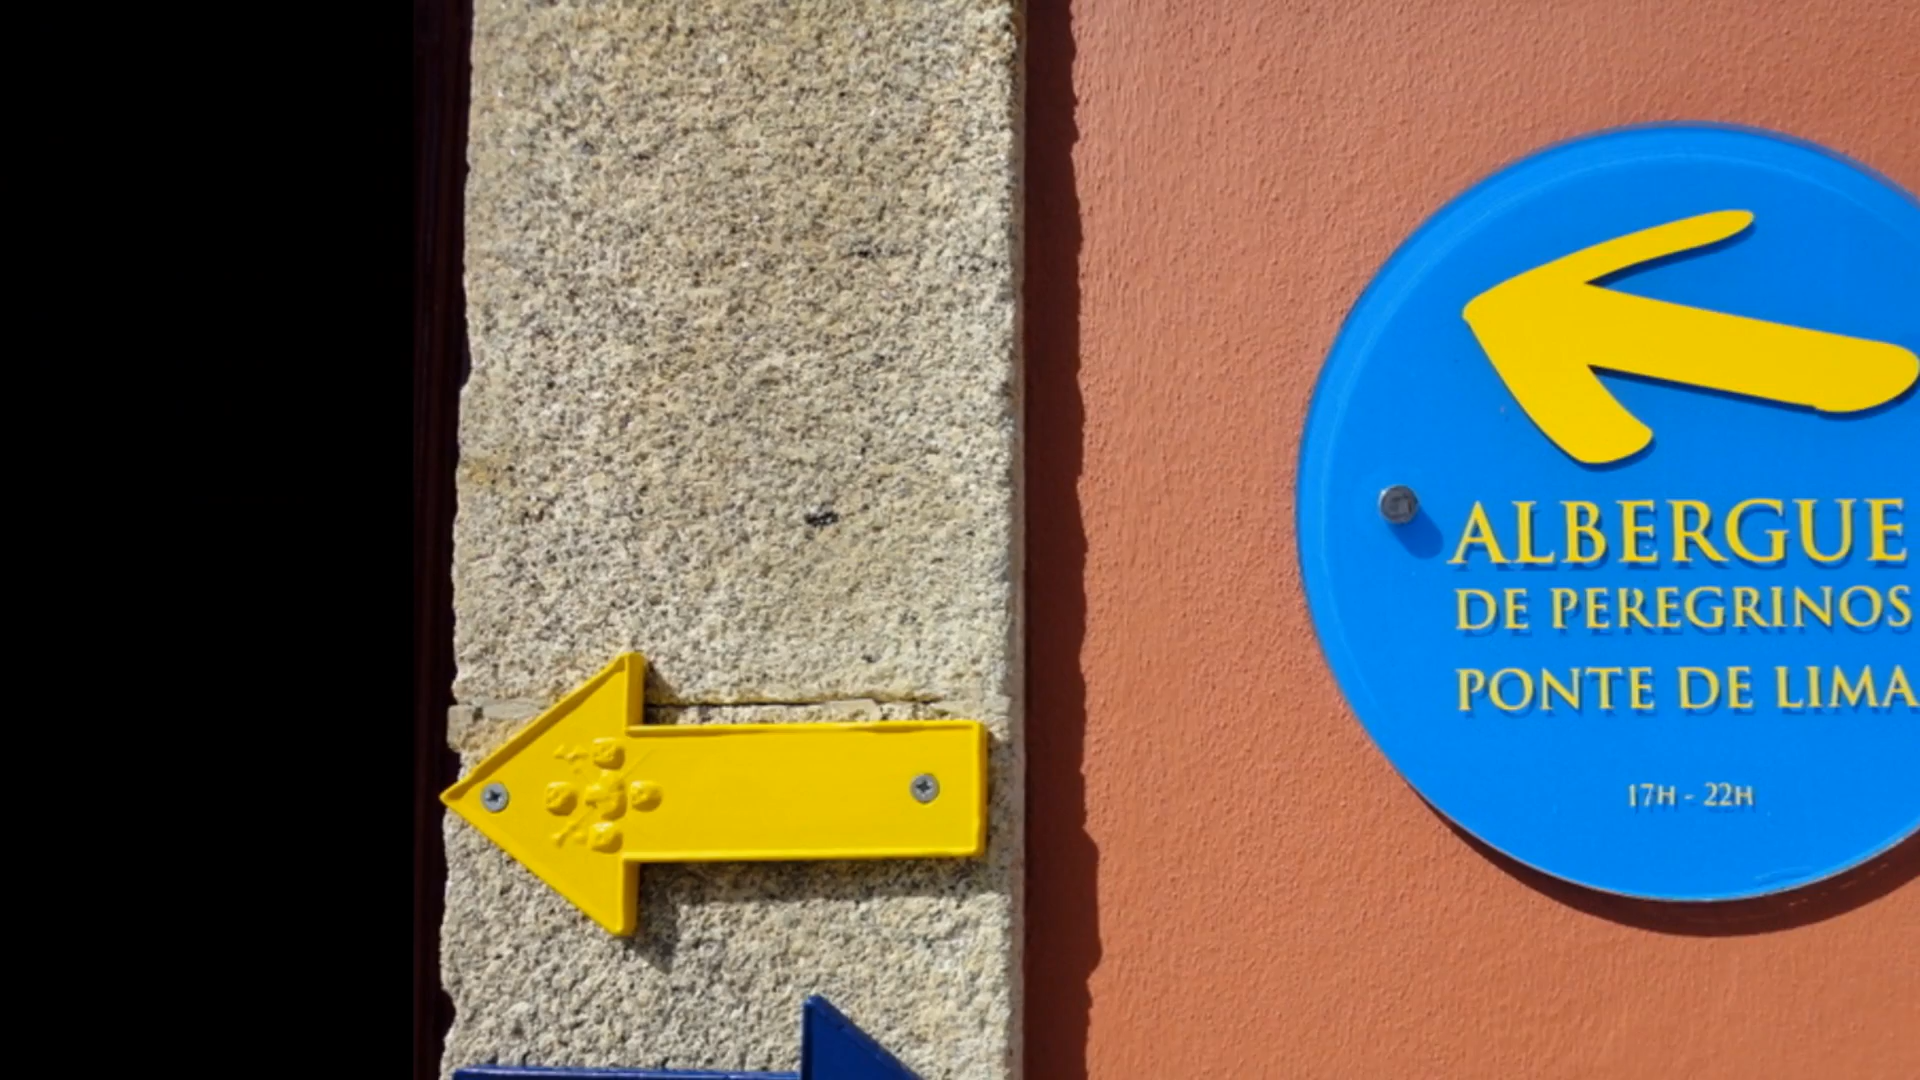 ALBERGUE
DE PEREGRINOS
PONTE DE LIMA
17H - 22H